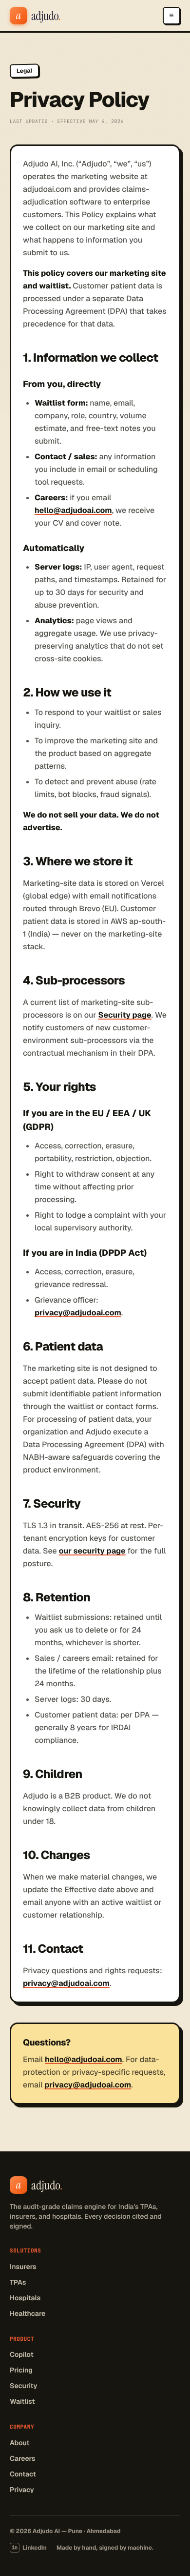 a adjudo.
Legal
Privacy Policy
LAST UPDATED · EFFECTIVE MAY 4, 2026
Adjudo AI, Inc. (“Adjudo”, “we”, “us”)
operates the marketing website at
adjudoai.com and provides claims-
adjudication software to enterprise
customers. This Policy explains what
we collect on our marketing site and
what happens to information you
submit to us.
This policy covers our marketing site
and waitlist. Customer patient data is
processed under a separate Data
Processing Agreement (DPA) that takes
precedence for that data.
1. Information we collect
From you, directly
• Waitlist form: name, email,
company, role, country, volume
estimate, and free-text notes you
submit.
• Contact / sales: any information
you include in email or scheduling
tool requests.
• Careers: if you email
hello@adjudoai.com, we receive
your CV and cover note.
Automatically
• Server logs: IP, user agent, request
paths, and timestamps. Retained for
up to 30 days for security and
abuse prevention.
• Analytics: page views and
aggregate usage. We use privacy-
preserving analytics that do not set
cross-site cookies.
2. How we use it
• To respond to your waitlist or sales
inquiry.
• To improve the marketing site and
the product based on aggregate
patterns.
• To detect and prevent abuse (rate
limits, bot blocks, fraud signals).
We do not sell your data. We do not
advertise.
3. Where we store it
Marketing-site data is stored on Vercel
(global edge) with email notifications
routed through Brevo (EU). Customer
patient data is stored in AWS ap-south-
1 (India) — never on the marketing-site
stack.
4. Sub-processors
A current list of marketing-site sub-
processors is on our Security page. We
notify customers of new customer-
environment sub-processors via the
contractual mechanism in their DPA.
5. Your rights
If you are in the EU / EEA / UK
(GDPR)
• Access, correction, erasure,
portability, restriction, objection.
• Right to withdraw consent at any
time without affecting prior
processing.
• Right to lodge a complaint with your
local supervisory authority.
If you are in India (DPDP Act)
• Access, correction, erasure,
grievance redressal.
• Grievance officer:
privacy@adjudoai.com.
6. Patient data
The marketing site is not designed to
accept patient data. Please do not
submit identifiable patient information
through the waitlist or contact forms.
For processing of patient data, your
organization and Adjudo execute a
Data Processing Agreement (DPA) with
NABH-aware safeguards covering the
product environment.
7. Security
TLS 1.3 in transit. AES-256 at rest. Per-
tenant encryption keys for customer
data. See our security page for the full
posture.
8. Retention
• Waitlist submissions: retained until
you ask us to delete or for 24
months, whichever is shorter.
• Sales / careers email: retained for
the lifetime of the relationship plus
24 months.
• Server logs: 30 days.
• Customer patient data: per DPA —
generally 8 years for IRDAI
compliance.
9. Children
Adjudo is a B2B product. We do not
knowingly collect data from children
under 18.
10. Changes
When we make material changes, we
update the Effective date above and
email anyone with an active waitlist or
customer relationship.
11. Contact
Privacy questions and rights requests:
privacy@adjudoai.com.
Questions?
Email hello@adjudoai.com. For data-
protection or privacy-specific requests,
email privacy@adjudoai.com.
a adjudo.
The audit-grade claims engine for India's TPAs,
insurers, and hospitals. Every decision cited and
signed.
SOLUTIONS
Insurers
TPAs
Hospitals
Healthcare
PRODUCT
Copilot
Pricing
Security
Waitlist
COMPANY
About
Careers
Contact
Privacy
© 2026 Adjudo AI — Pune · Ahmedabad
in LinkedIn Made by hand, signed by machine.